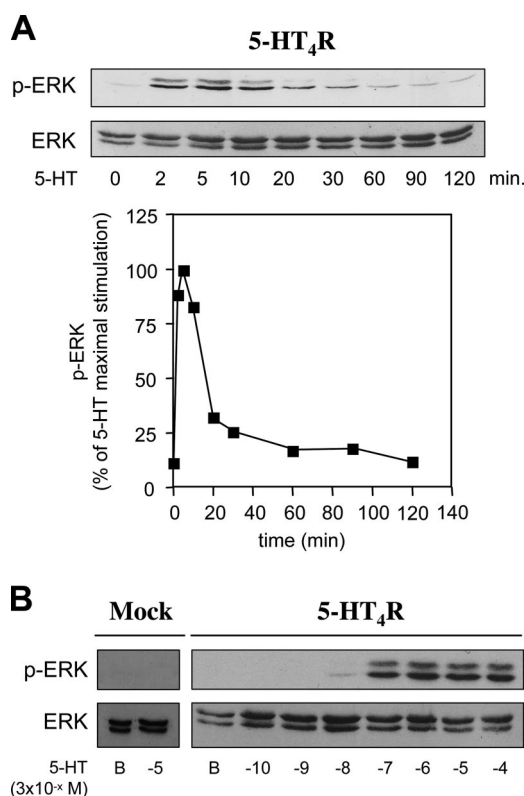 A
5-HT₄R
p-ERK
ERK
5-HT 0 2 5 10 20 30 60 90 120 min.
p-ERK
(% of 5-HT maximal stimulation)
125
100
75
50
25
0
0 20 40 60 80 100 120 140
time (min)
B
Mock 5-HT₄R
p-ERK
ERK
5-HT B -5 B -10 -9 -8 -7 -6 -5 -4
(3x10⁻ˣ M)